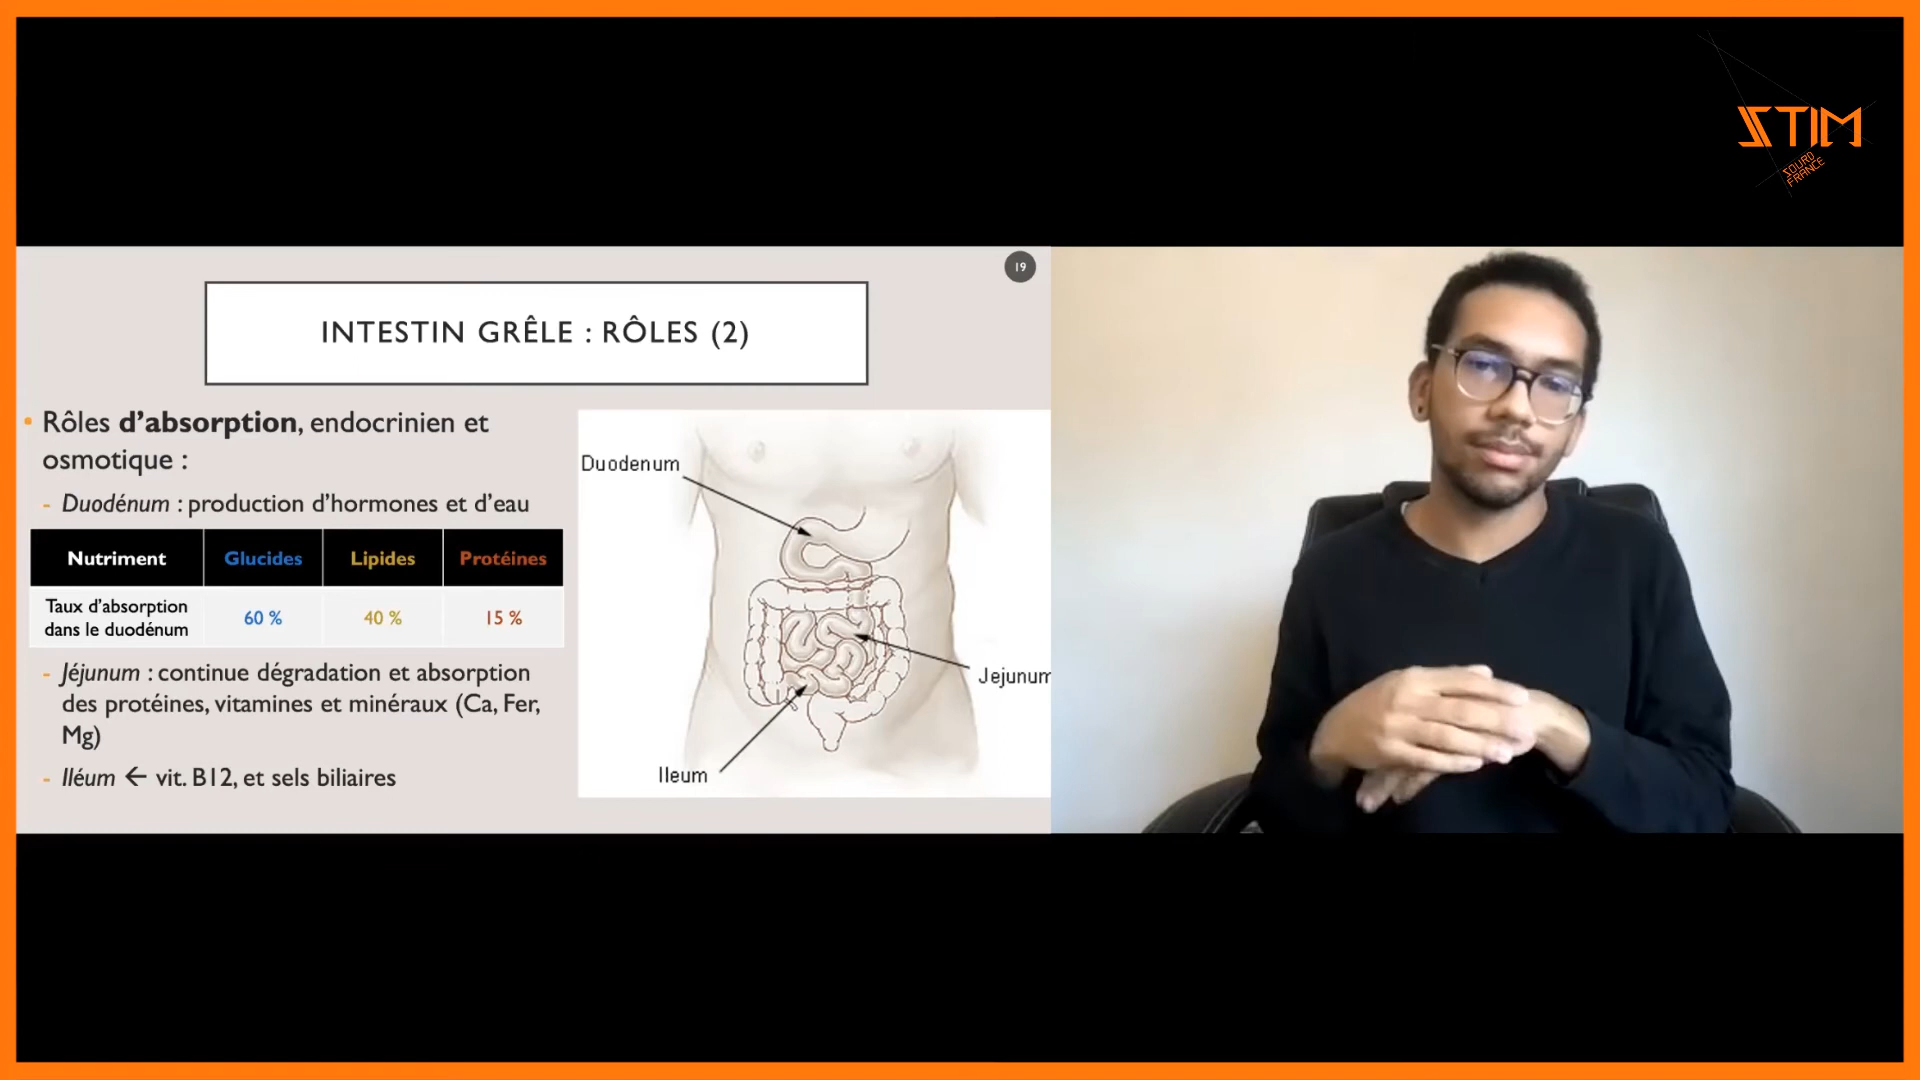 STIM
SOURD
FRANCE
19
INTESTIN GRÊLE : RÔLES (2)
• Rôles d’absorption, endocrinien et
osmotique :
- Duodénum : production d’hormones et d’eau
Nutriment Glucides Lipides Protéines
Taux d’absorption
dans le duodénum 60 % 40 % 15 %
- Jéjunum : continue dégradation et absorption
des protéines, vitamines et minéraux (Ca, Fer,
Mg)
- Iléum ← vit. B12, et sels biliaires
Duodenum
Jejunum
Ileum